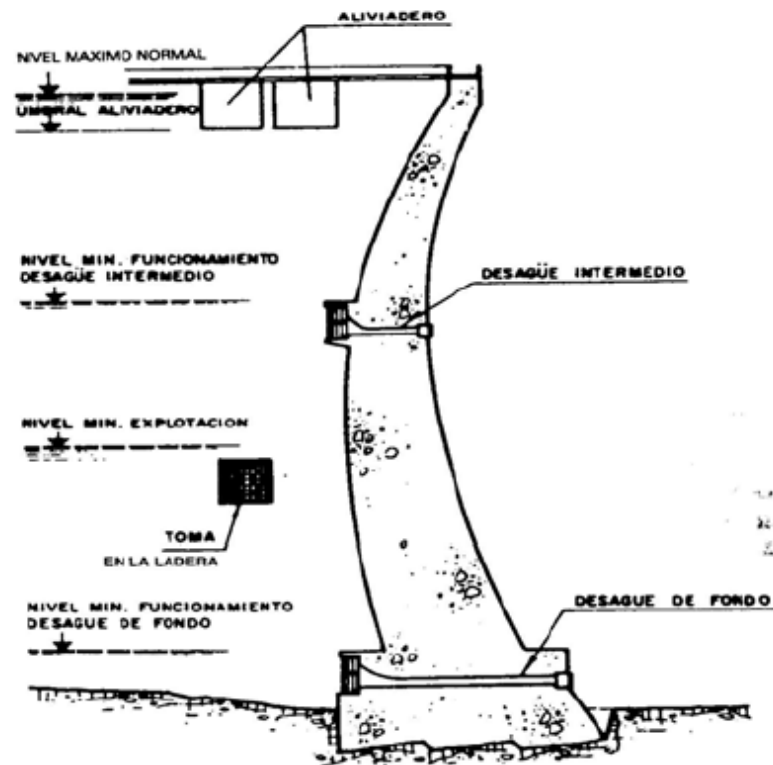 ALIVIADERO
NIVEL MAXIMO NORMAL
UMBRAL ALIVIADERO
NIVEL MIN. FUNCIONAMIENTO
DESAGÜE INTERMEDIO
DESAGÜE INTERMEDIO
NIVEL MIN. EXPLOTACION
TOMA
EN LA LADERA
NIVEL MIN. FUNCIONAMIENTO
DESAGUE DE FONDO
DESAGUE DE FONDO